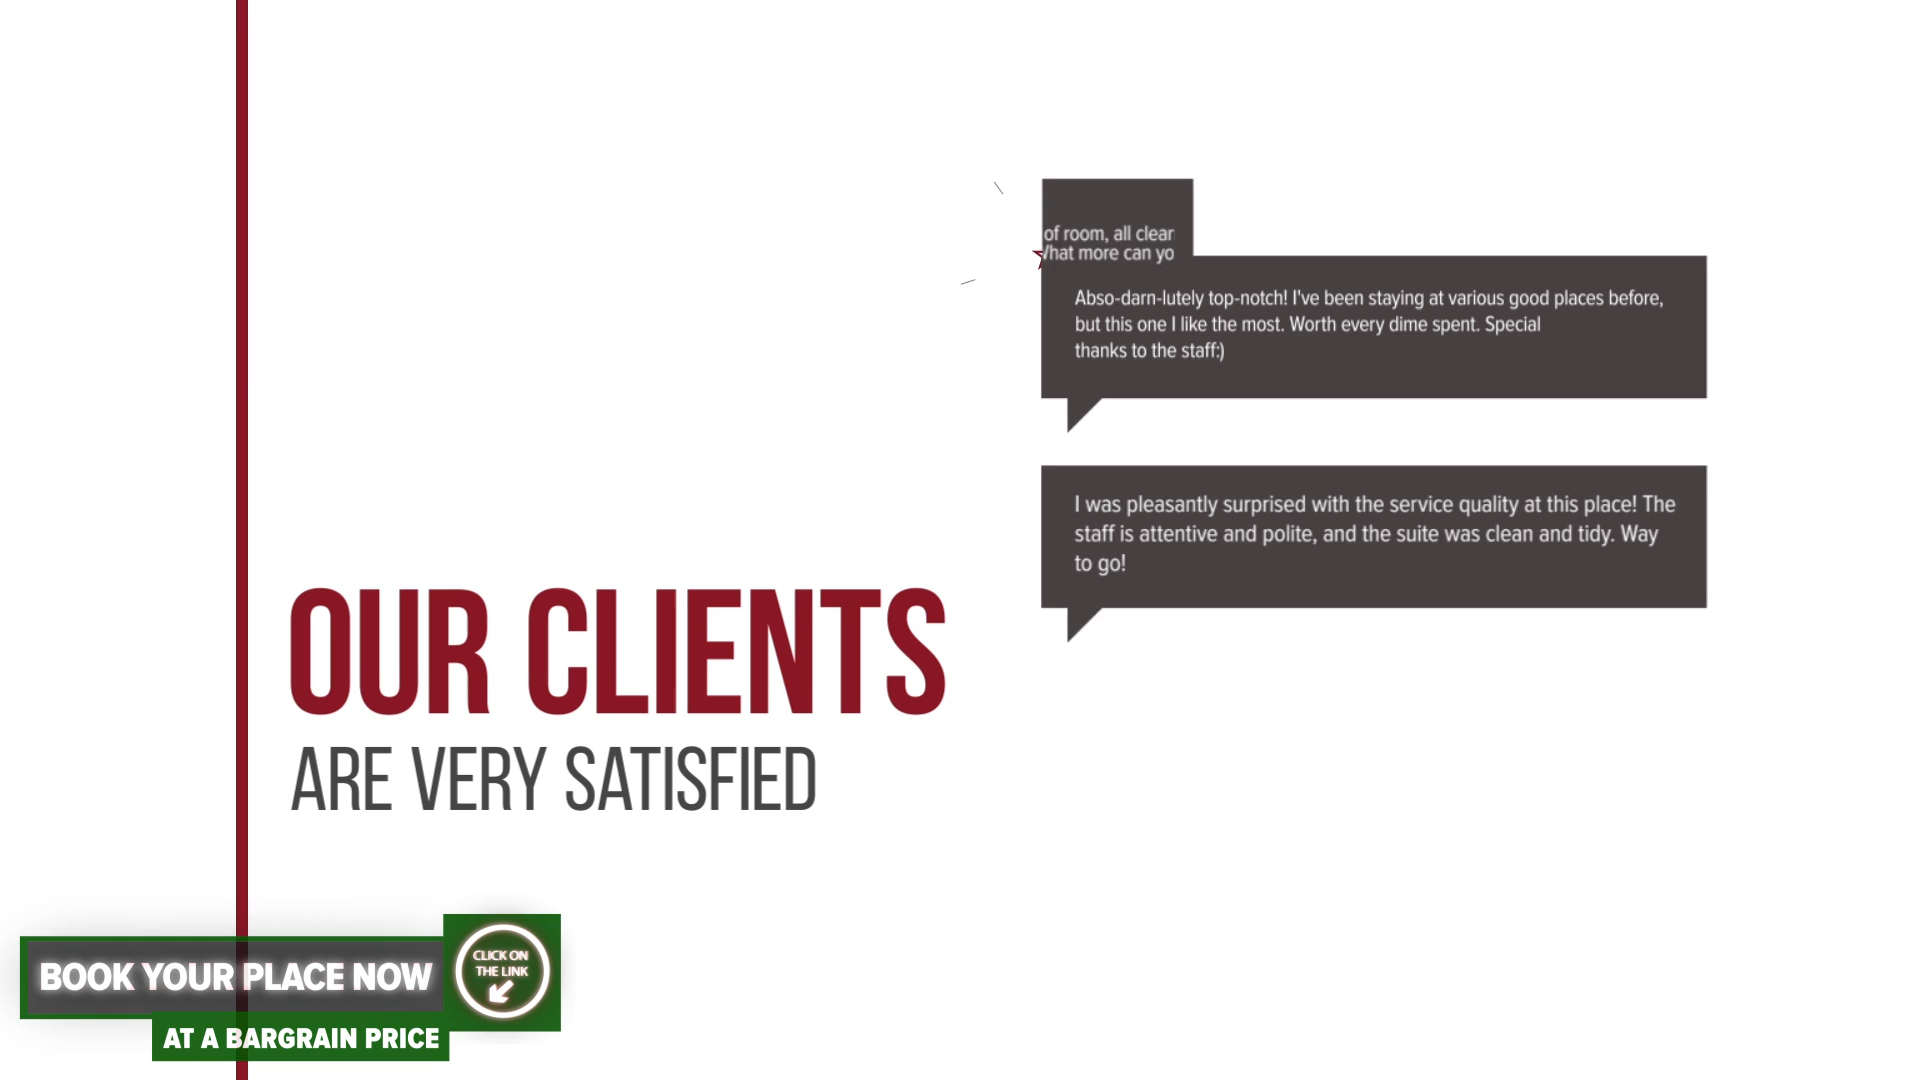 of room, all clear
hat more can yo
Abso-darn-lutely top-notch! I've been staying at various good places before,
but this one I like the most. Worth every dime spent. Special
thanks to the staff:)
I was pleasantly surprised with the service quality at this place! The
staff is attentive and polite, and the suite was clean and tidy. Way
to go!
OUR CLIENTS
ARE VERY SATISFIED
BOOK YOUR PLACE NOW
CLICK ON
THE LINK
AT A BARGRAIN PRICE